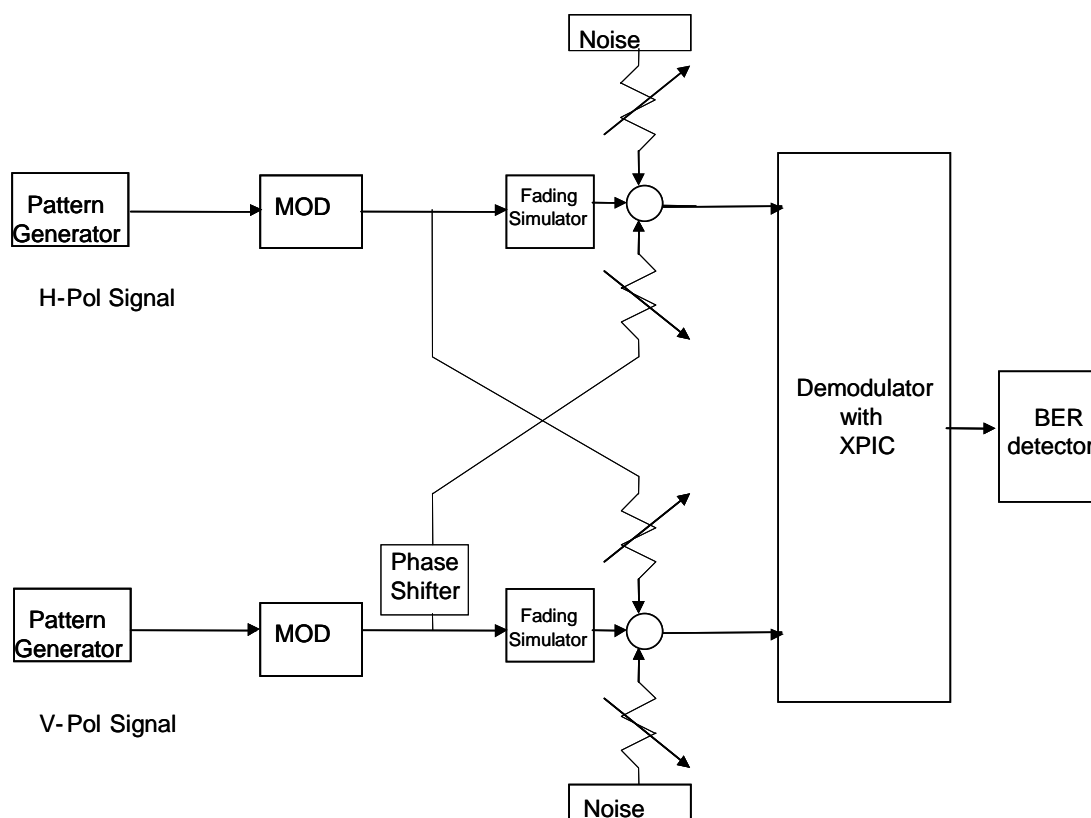 Noise
Pattern
Generator
MOD
Fading
Simulator
H-Pol Signal
Demodulator
with
XPIC
BER
detector
Phase
Shifter
Pattern
Generator
MOD
Fading
Simulator
V-Pol Signal
Noise